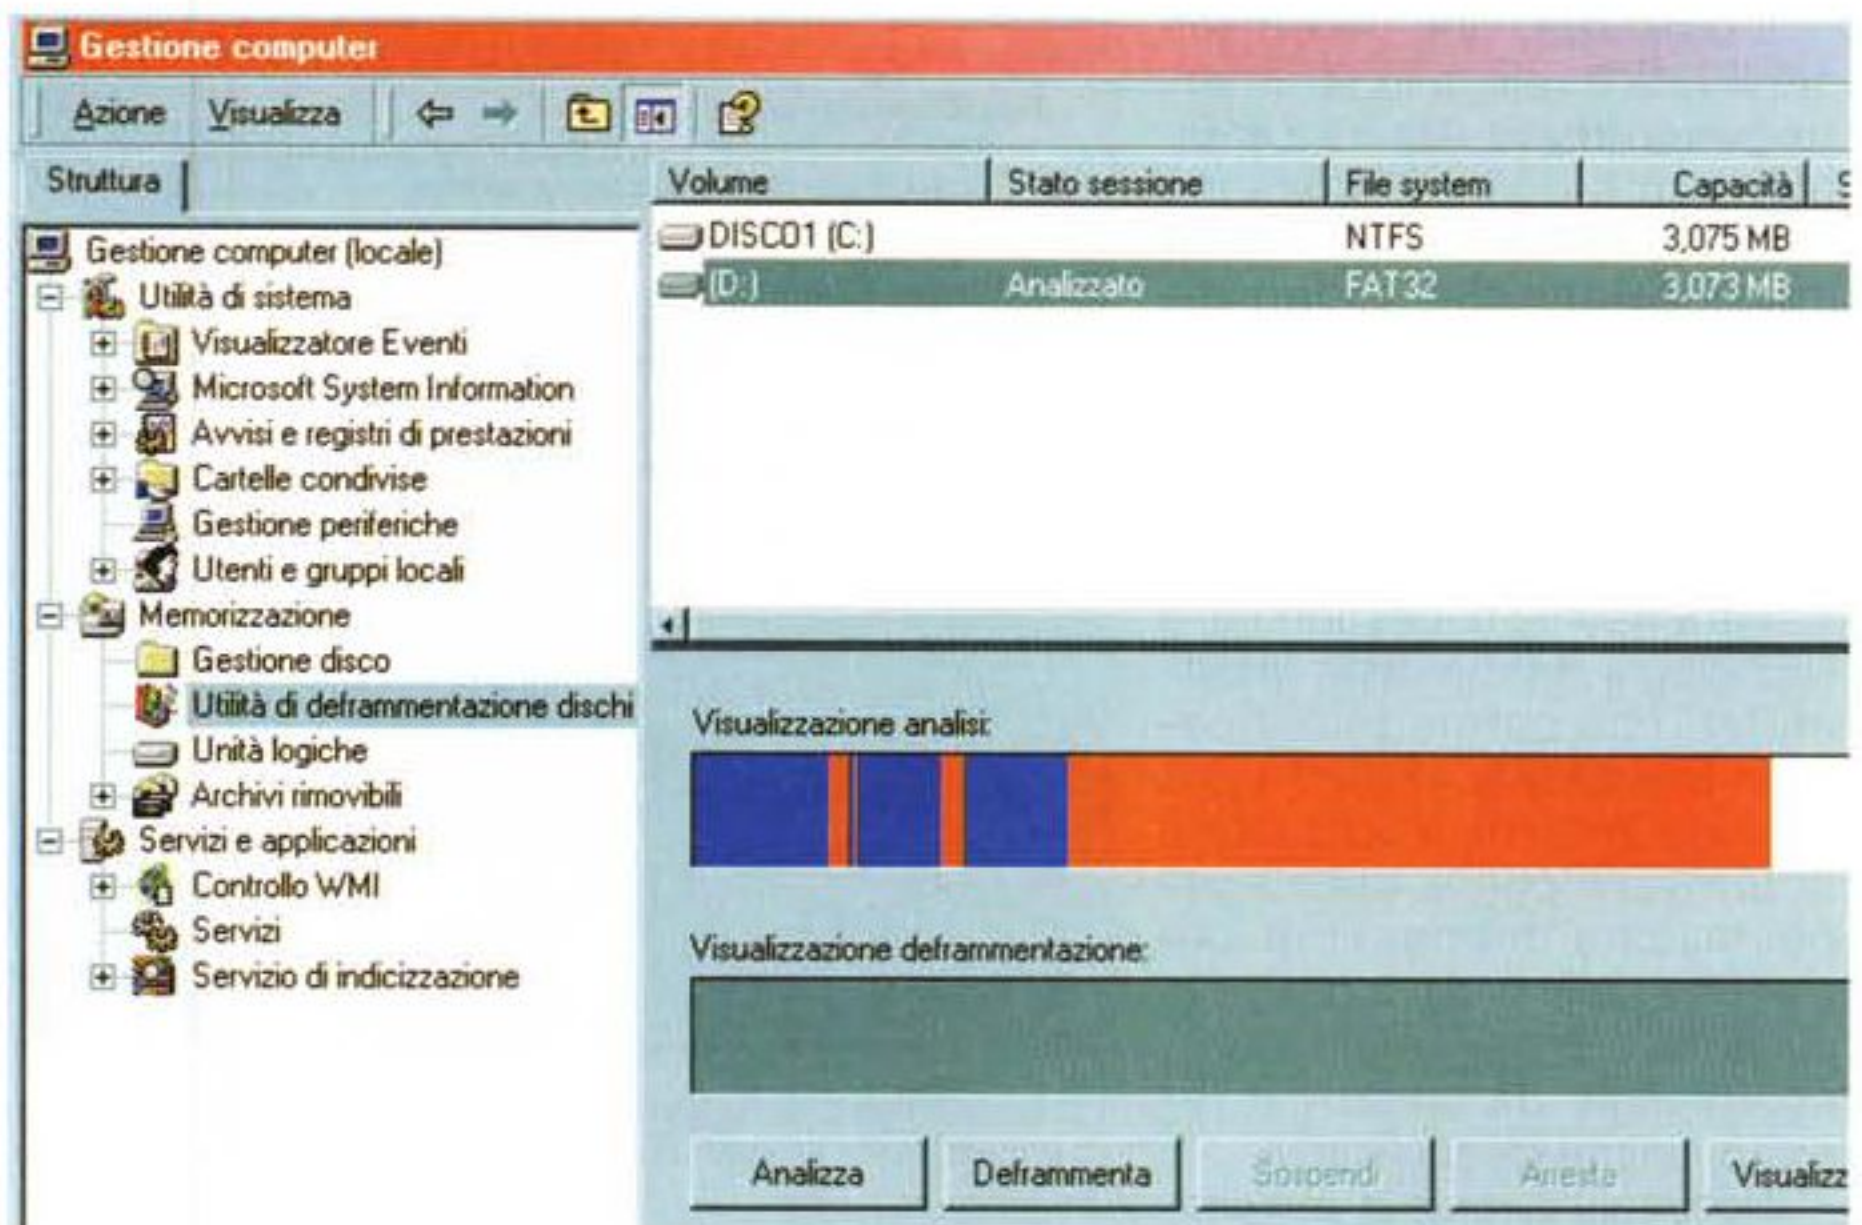 Gestione computer
Azione Visualizza
Struttura
Gestione computer (locale)
Utilità di sistema
Visualizzatore Eventi
Microsoft System Information
Avvisi e registri di prestazioni
Cartelle condivise
Gestione periferiche
Utenti e gruppi locali
Memorizzazione
Gestione disco
Utilità di deframmentazione dischi
Unità logiche
Archivi rimovibili
Servizi e applicazioni
Controllo WMI
Servizi
Servizio di indicizzazione
Volume Stato sessione File system Capacità S
DISCO1 (C:) NTFS 3,075 MB
(D:) Analizzato FAT32 3,073 MB
Visualizzazione analisi:
Visualizzazione deframmentazione:
Analizza Deframmenta Sospendi Arresta Visualizz